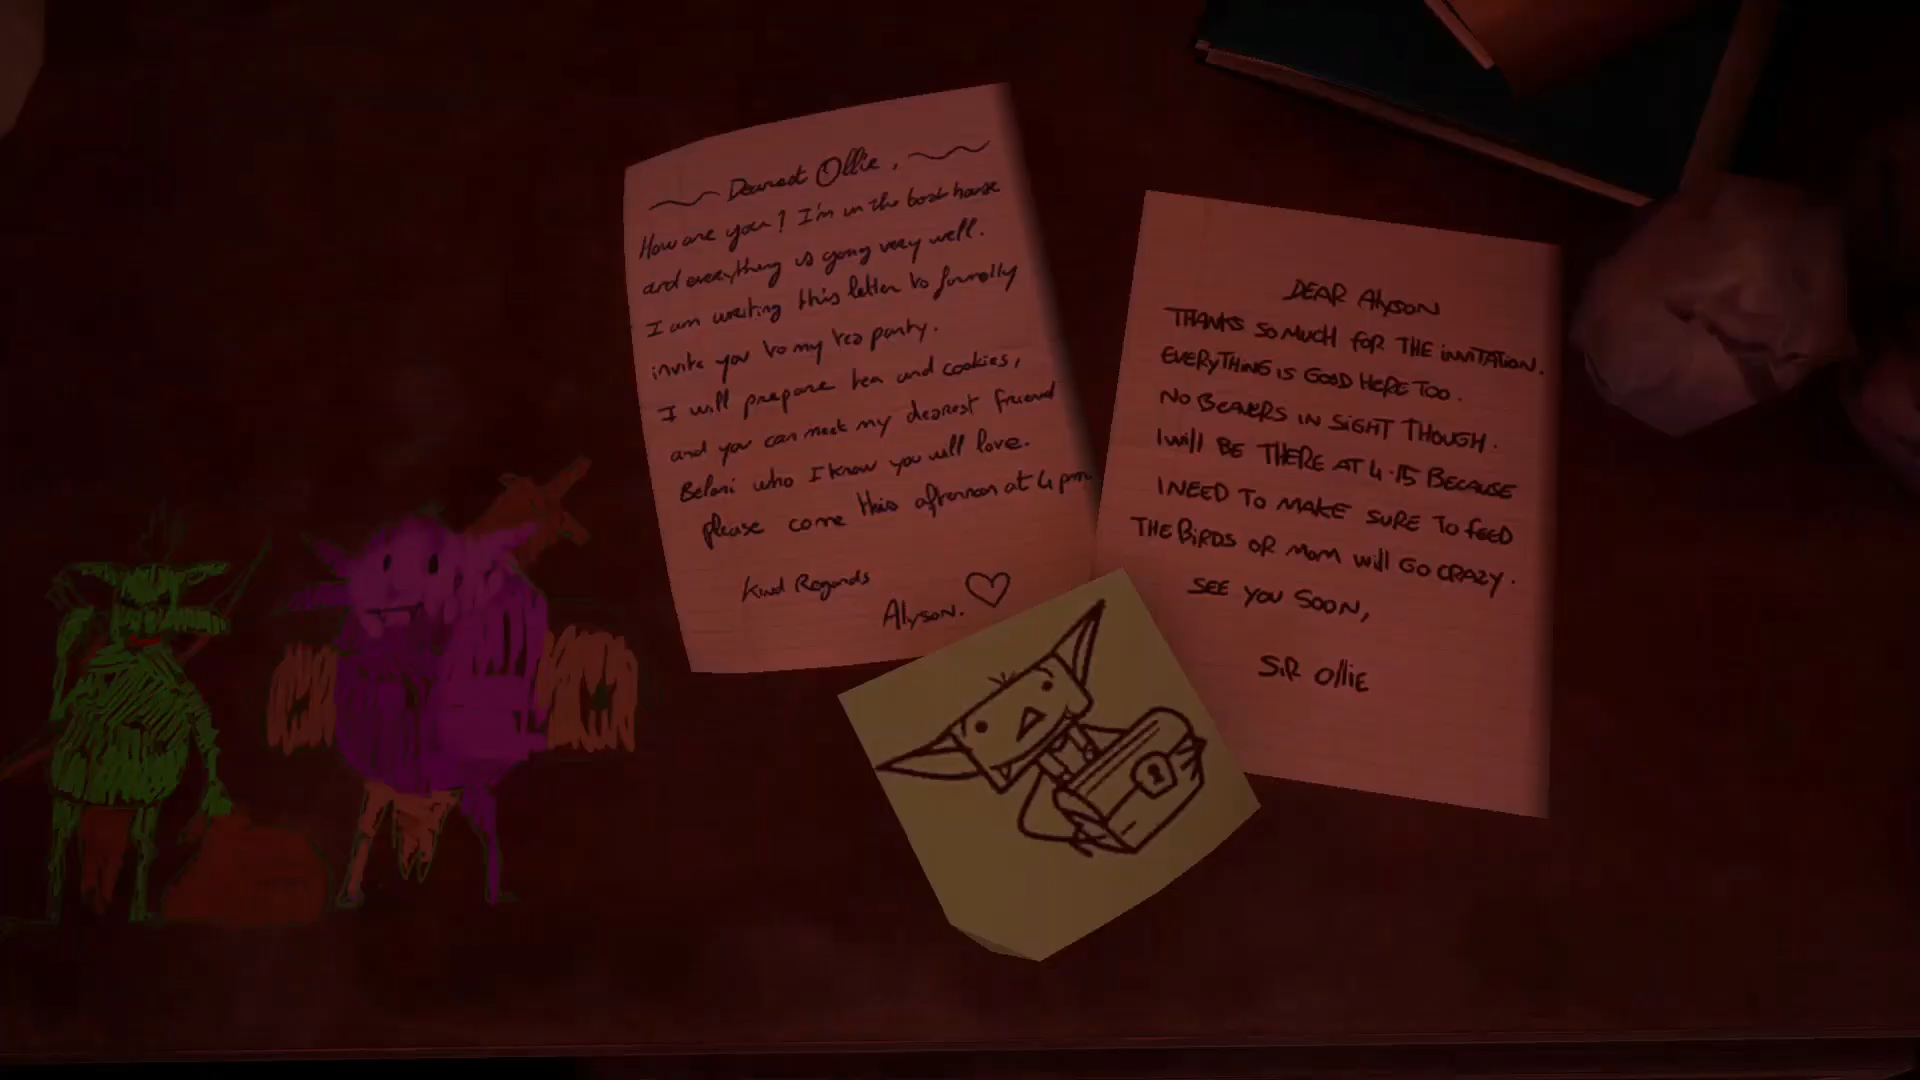 Dearest Ollie,
How are you? I'm in the boat house
and everything is going very well.
I am writing this letter to formally
invite you to my tea party.
I will prepare tea and cookies,
and you can meet my dearest friend
Belani who I know you will love.
please come this afternoon at 4 pm
Kind Regards
Alyson.
DEAR Alyson
THANKS SO MUCH FOR THE INVITATION.
EVERYTHING IS GOOD HERE TOO.
NO BEAVERS IN SIGHT THOUGH.
I will BE THERE AT 4.15 BECAUSE
I NEED TO MAKE SURE TO FEED
THE BIRDS OR MOM will GO CRAZY.
SEE YOU SOON,
SIR OlliE